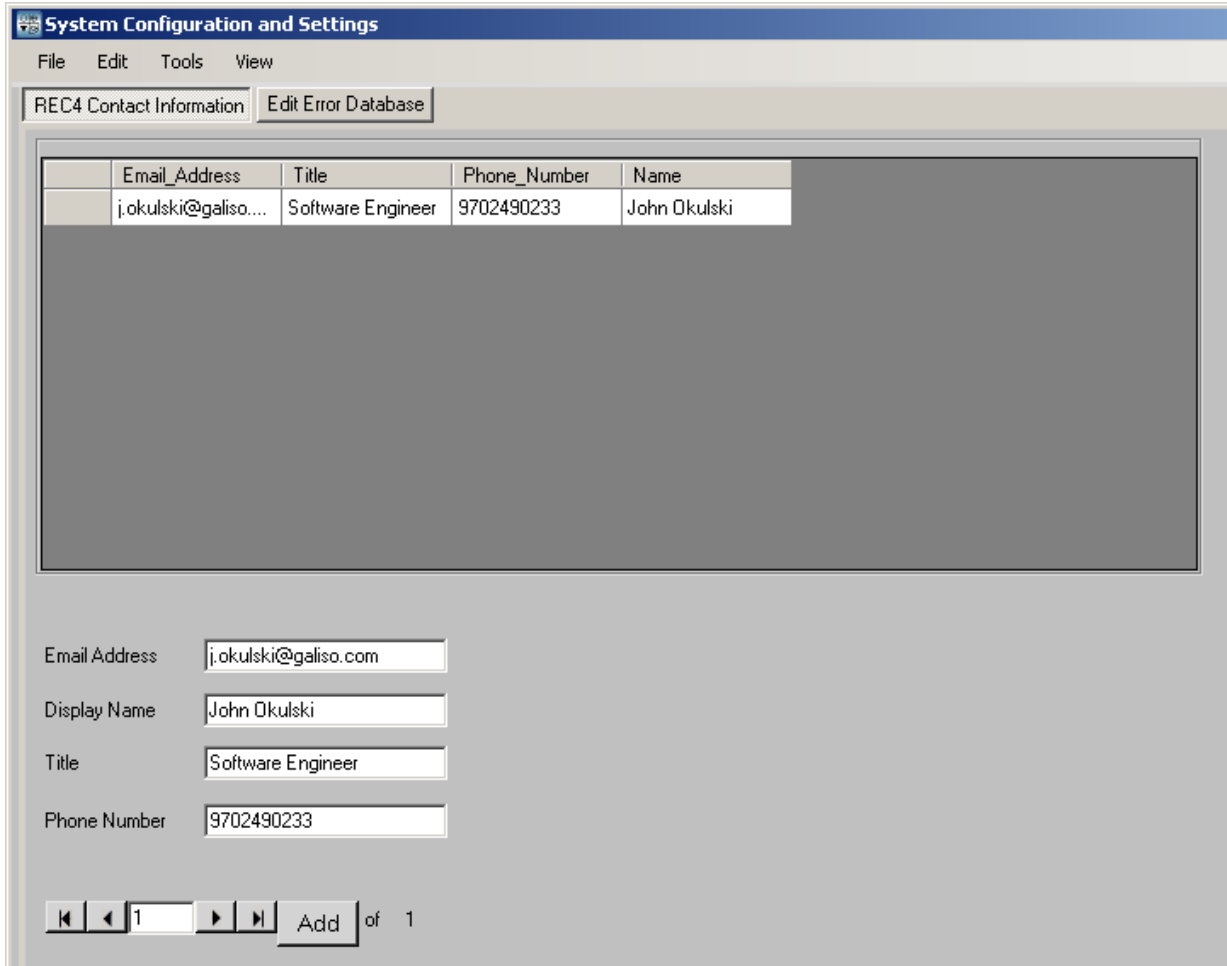 System Configuration and Settings
File Edit Tools View
REC4 Contact Information Edit Error Database
Email_Address Title Phone_Number Name
j.okulski@galiso.... Software Engineer 9702490233 John Okulski
Email Address j.okulski@galiso.com
Display Name John Okulski
Title Software Engineer
Phone Number 9702490233
1 Add of 1